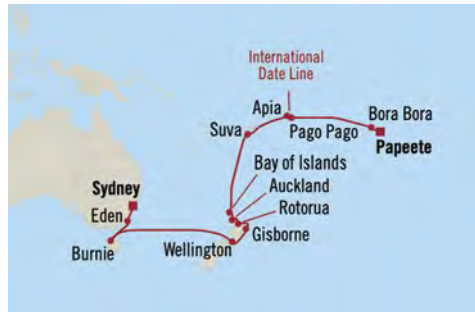 International
Date Line
Apia
Bora Bora
Suva
Pago Pago
Papeete
Bay of Islands
Sydney
Auckland
Eden
Rotorua
Gisborne
Burnie
Wellington